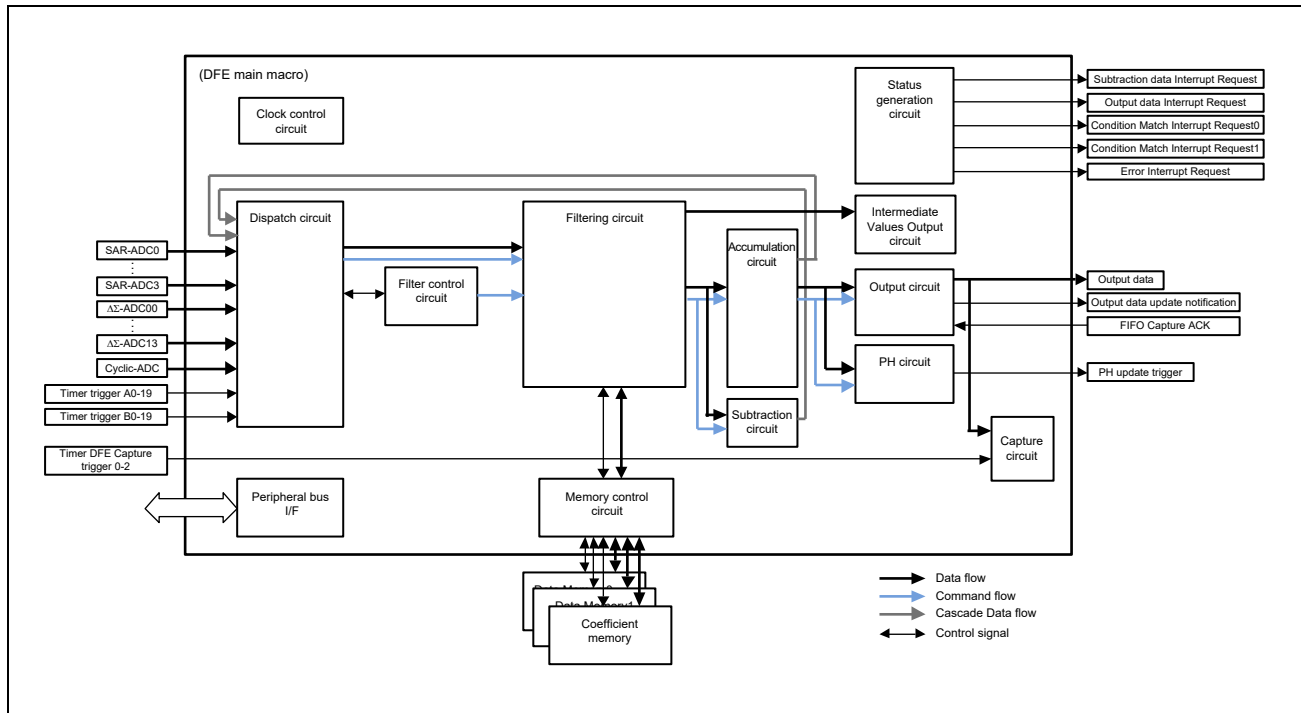 (DFE main macro)
Clock control
circuit
Status
generation
circuit
Subtraction data Interrupt Request
Output data Interrupt Request
Condition Match Interrupt Request0
Condition Match Interrupt Request1
Error Interrupt Request
Dispatch circuit
Filtering circuit
Intermediate
Values Output
circuit
Accumulation
circuit
Filter control
circuit
Output circuit
PH circuit
Subtraction
circuit
Capture
circuit
SAR-ADC0
SAR-ADC3
ΔΣ-ADC00
ΔΣ-ADC13
Cyclic-ADC
Timer trigger A0-19
Timer trigger B0-19
Timer DFE Capture
trigger 0-2
Output data
Output data update notification
FIFO Capture ACK
PH update trigger
Peripheral bus
I/F
Memory control
circuit
Data Memory1
Coefficient
memory
Data flow
Command flow
Cascade Data flow
Control signal